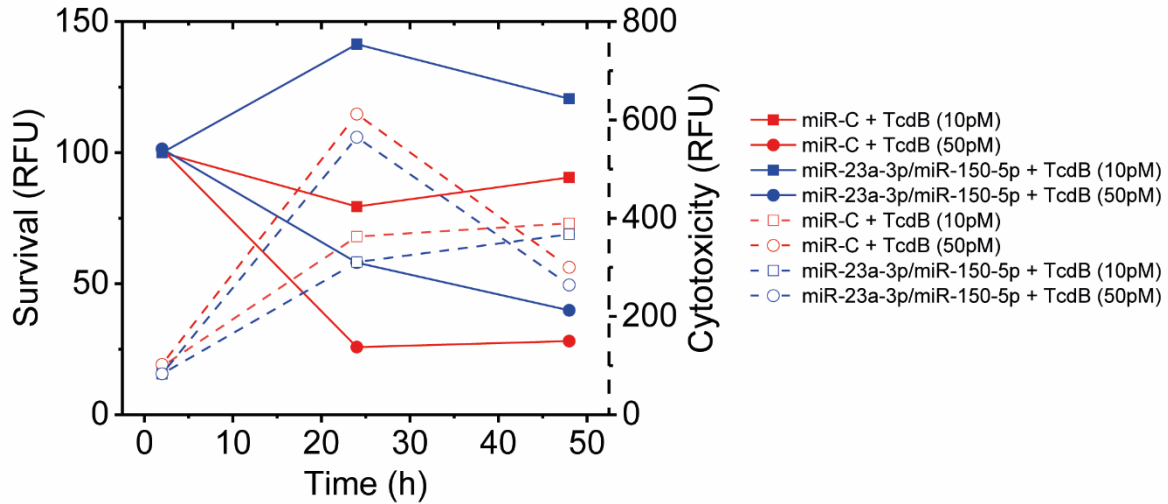 150
100
50
0
Survival (RFU)
0
10
20
30
40
50
Time (h)
800
600
400
200
0
Cytotoxicity (RFU)
miR-C + TcdB (10pM)
miR-C + TcdB (50pM)
miR-23a-3p/miR-150-5p + TcdB (10pM)
miR-23a-3p/miR-150-5p + TcdB (50pM)
miR-C + TcdB (10pM)
miR-C + TcdB (50pM)
miR-23a-3p/miR-150-5p + TcdB (10pM)
miR-23a-3p/miR-150-5p + TcdB (50pM)